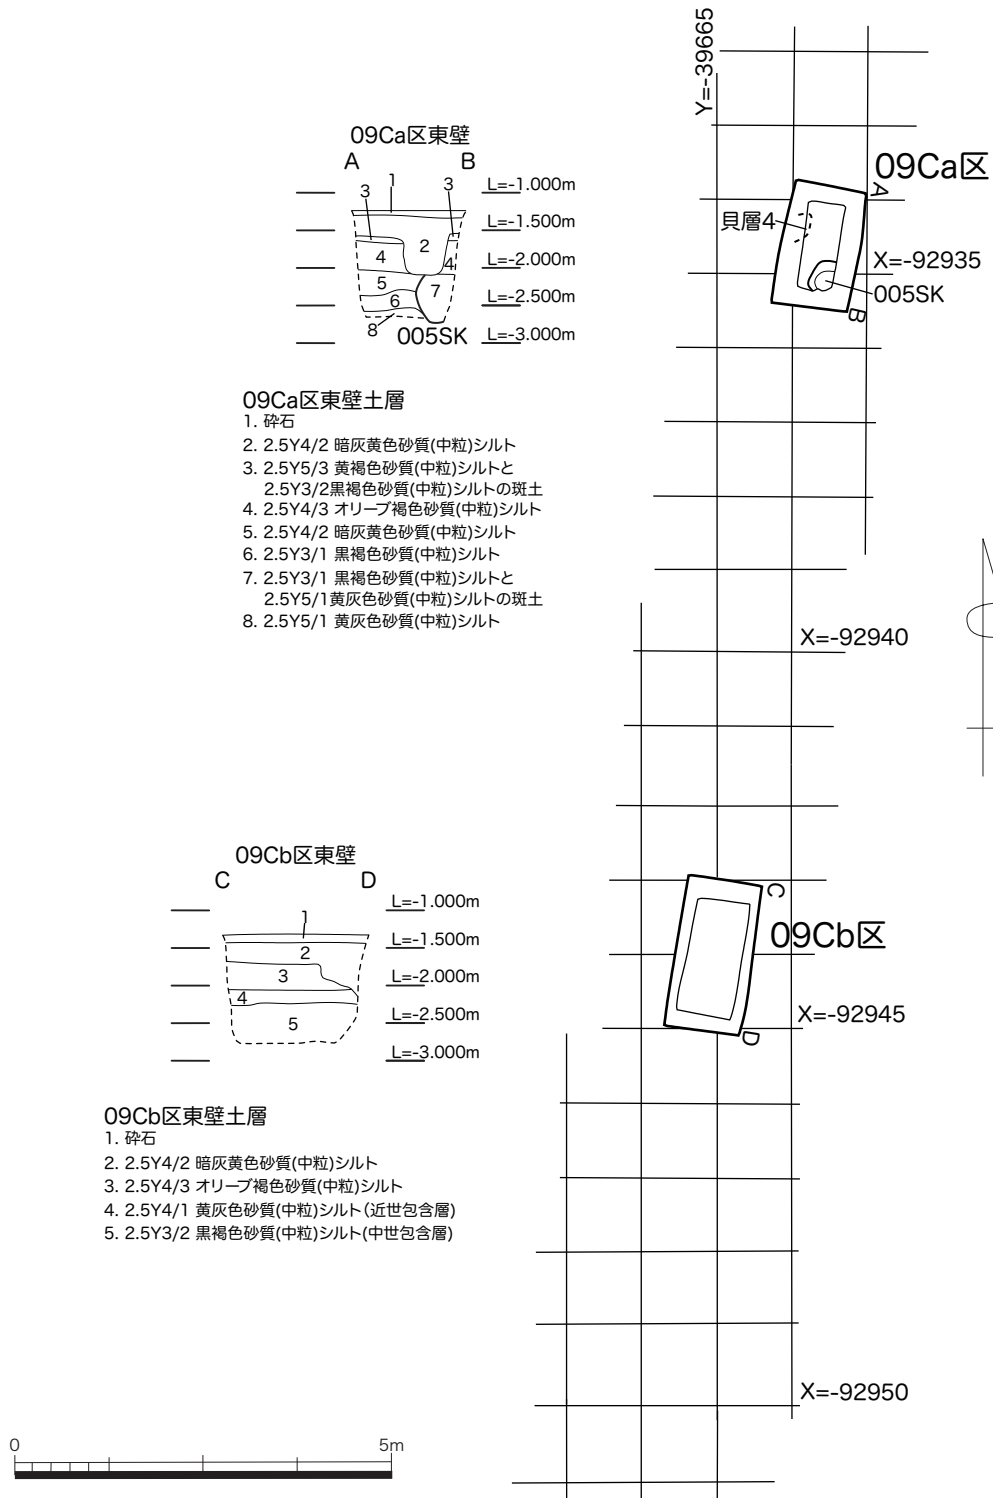 Y=-39665
09Ca区東壁
A
B
1
3
3
L=-1.000m
L=-1.500m
2
4
4
L=-2.000m
5
7
6
L=-2.500m
8
005SK
L=-3.000m
09Ca区
A
貝層4
X=-92935
005SK
B
09Ca区東壁土層
1. 砕石
2. 2.5Y4/2 暗灰黄色砂質(中粒)シルト
3. 2.5Y5/3 黄褐色砂質(中粒)シルトと
2.5Y3/2黒褐色砂質(中粒)シルトの斑土
4. 2.5Y4/3 オリーブ褐色砂質(中粒)シルト
5. 2.5Y4/2 暗灰黄色砂質(中粒)シルト
6. 2.5Y3/1 黒褐色砂質(中粒)シルト
7. 2.5Y3/1 黒褐色砂質(中粒)シルトと
2.5Y5/1黄灰色砂質(中粒)シルトの斑土
8. 2.5Y5/1 黄灰色砂質(中粒)シルト
X=-92940
09Cb区東壁
C
D
1
L=-1.000m
L=-1.500m
2
3
L=-2.000m
4
5
L=-2.500m
L=-3.000m
C
09Cb区
X=-92945
D
09Cb区東壁土層
1. 砕石
2. 2.5Y4/2 暗灰黄色砂質(中粒)シルト
3. 2.5Y4/3 オリーブ褐色砂質(中粒)シルト
4. 2.5Y4/1 黄灰色砂質(中粒)シルト(近世包含層)
5. 2.5Y3/2 黒褐色砂質(中粒)シルト(中世包含層)
X=-92950
0
5m